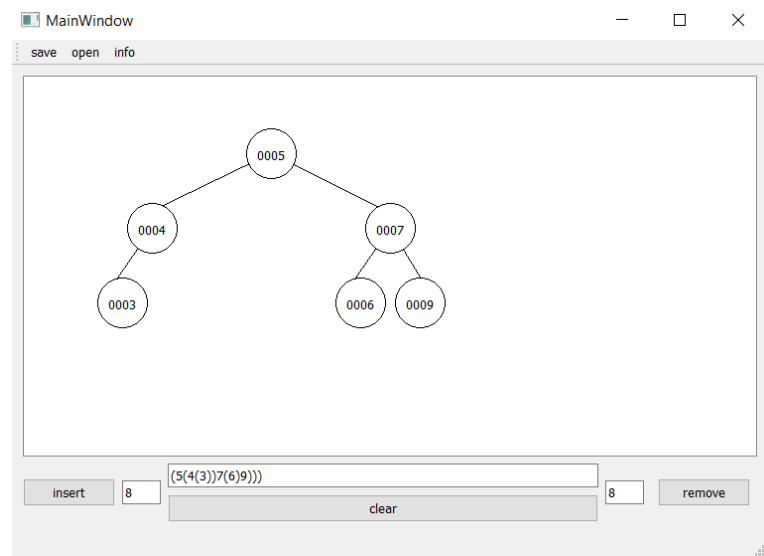 MainWindow
save open info
0005
0004 0007
0003 0006 0009
(5(4(3))7(6)9)))
insert 8 8 remove
clear